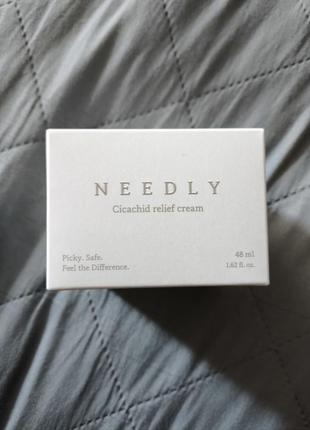 NEEDLY
Cicachid relief cream
Picky. Safe.
Feel the Difference.
48 ml
1.62 fl. oz.